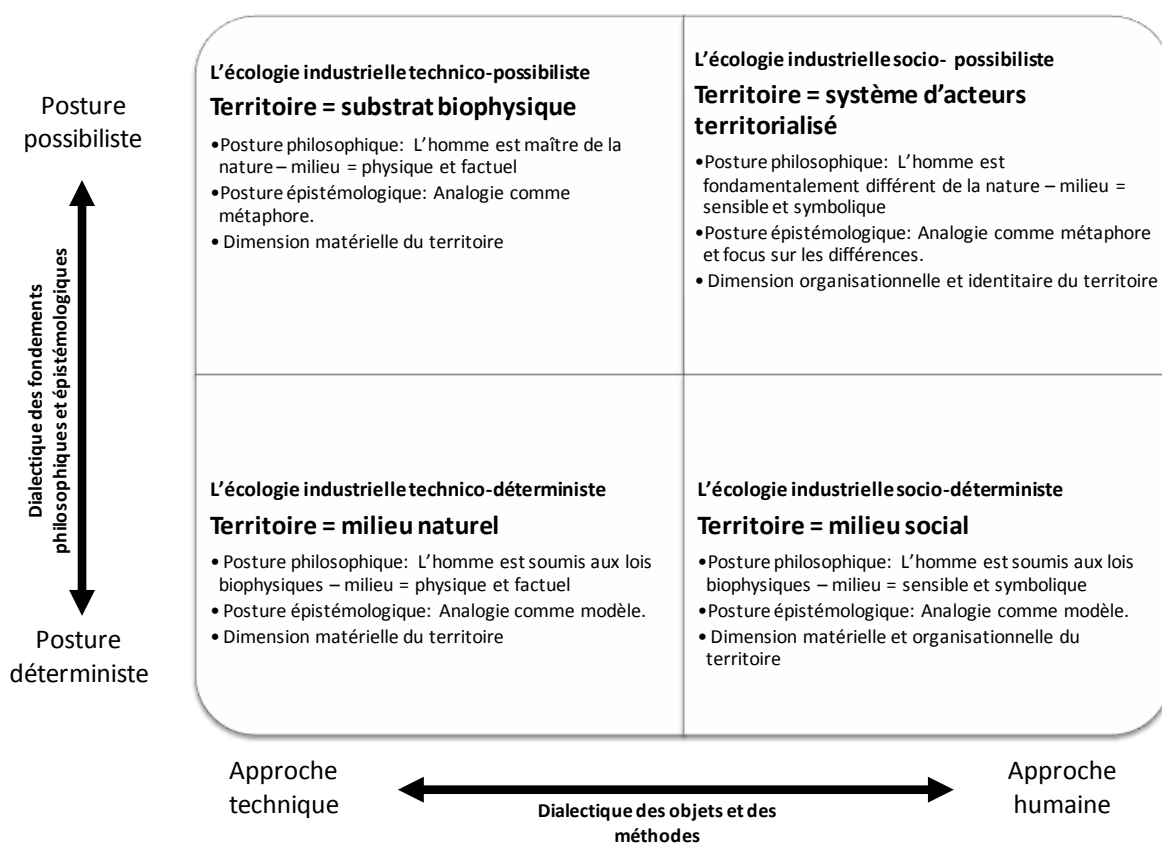 Posture
possibiliste
Dialectique des fondements
philosophiques et épistémologiques
Posture
déterministe
L'écologie industrielle technico-possibiliste
Territoire = substrat biophysique
•Posture philosophique: L'homme est maître de la
nature – milieu = physique et factuel
•Posture épistémologique: Analogie comme
métaphore.
• Dimension matérielle du territoire
L'écologie industrielle socio- possibiliste
Territoire = système d'acteurs
territorialisé
•Posture philosophique: L'homme est
fondamentalement différent de la nature – milieu =
sensible et symbolique
•Posture épistémologique: Analogie comme métaphore
et focus sur les différences.
• Dimension organisationnelle et identitaire du territoire
L'écologie industrielle technico-déterministe
Territoire = milieu naturel
• Posture philosophique: L'homme est soumis aux lois
biophysiques – milieu = physique et factuel
• Posture épistémologique: Analogie comme modèle.
• Dimension matérielle du territoire
L'écologie industrielle socio-déterministe
Territoire = milieu social
•Posture philosophique: L'homme est soumis aux lois
biophysiques – milieu = sensible et symbolique
•Posture épistémologique: Analogie comme modèle.
• Dimension matérielle et organisationnelle du
territoire
Approche
technique
Dialectique des objets et des
méthodes
Approche
humaine